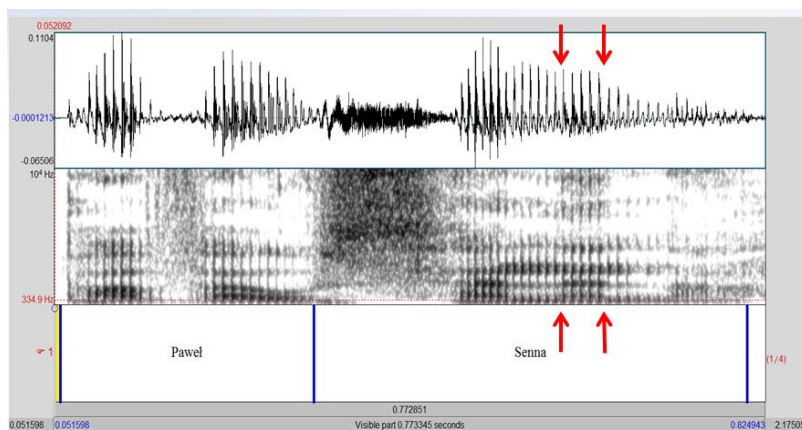 0.052092
0.1104
-0.0001213
-0.06506
10⁴ Hz
334.9 Hz
1
Paweł Senna
(1/4)
0.772851
0.051598 0.051598 Visible part 0.773345 seconds 0.824943 2.17505